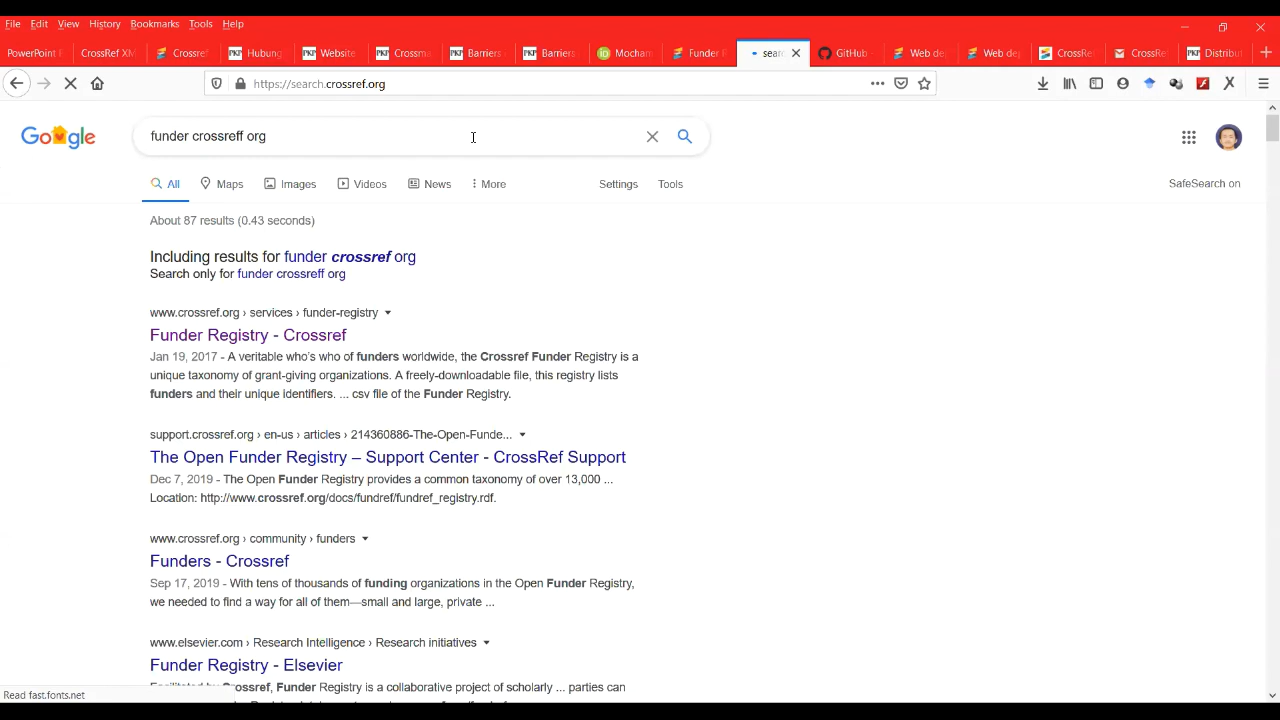 File Edit View History Bookmarks Tools Help
PowerPoint CrossRef XM Crossref Hubung Website Crossma Barriers Barriers Mocham Funder R sear GitHub Web de Web de CrossRe CrossRe Distribut
https://search.crossref.org
Google
funder crossreff org
All Maps Images Videos News More Settings Tools SafeSearch on
About 87 results (0.43 seconds)
Including results for funder crossref org
Search only for funder crossreff org
www.crossref.org › services › funder-registry
Funder Registry - Crossref
Jan 19, 2017 - A veritable who's who of funders worldwide, the Crossref Funder Registry is a
unique taxonomy of grant-giving organizations. A freely-downloadable file, this registry lists
funders and their unique identifiers. ... csv file of the Funder Registry.
support.crossref.org › en-us › articles › 214360886-The-Open-Funde...
The Open Funder Registry – Support Center - CrossRef Support
Dec 7, 2019 - The Open Funder Registry provides a common taxonomy of over 13,000 ...
Location: http://www.crossref.org/docs/fundref/fundref_registry.rdf.
www.crossref.org › community › funders
Funders - Crossref
Sep 17, 2019 - With tens of thousands of funding organizations in the Open Funder Registry,
we needed to find a way for all of them—small and large, private ...
www.elsevier.com › Research Intelligence › Research initiatives
Funder Registry - Elsevier
Facilitated by Crossref, Funder Registry is a collaborative project of scholarly ... parties can
Read fast.fonts.net